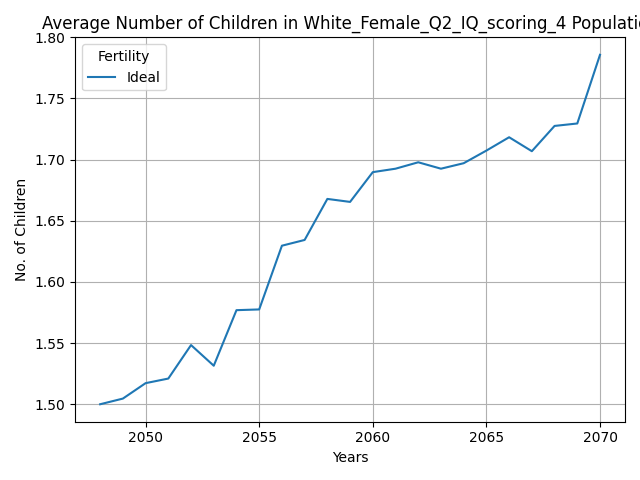 Average Number of Children in White_Female_Q2_IQ_scoring_4 Populatio
Fertility
Ideal
No. of Children
1.80
1.75
1.70
1.65
1.60
1.55
1.50
2050 2055 2060 2065 2070
Years